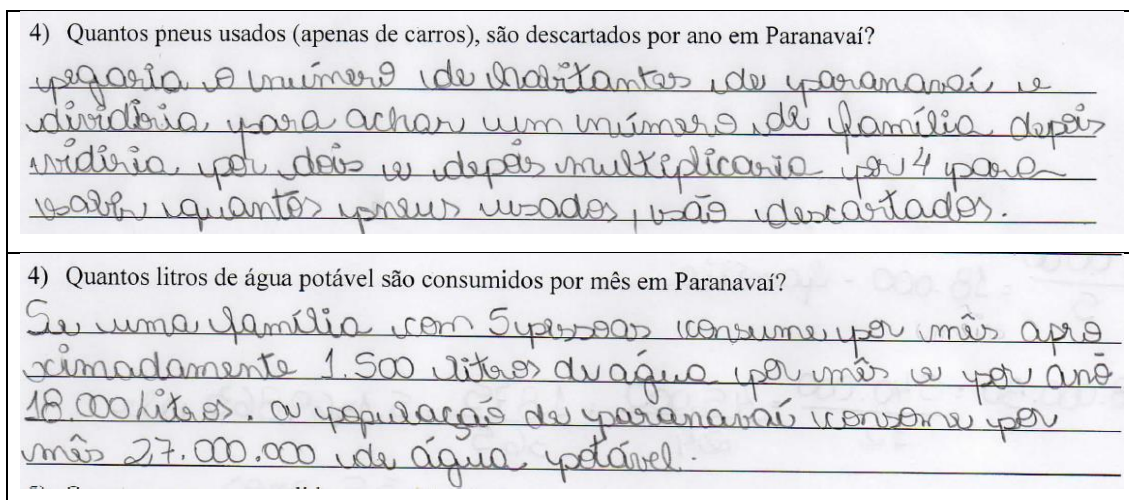 4) Quantos pneus usados (apenas de carros), são descartados por ano em Paranavaí?
pegaria o número de habitantes de paranavaí e
dividiria, para achar um número de família depois
vidiria por dois e depois multiplicaria por 4 para
saber quantos pneus usados, são descartados.
4) Quantos litros de água potável são consumidos por mês em Paranavaí?
Se uma família com 5 pessoas consume por mês apro
ximadamente 1.500 litros de água por mês e por ano
18.000 litros. a população de paranavaí consome por
mês 27.000.000 de água potável.